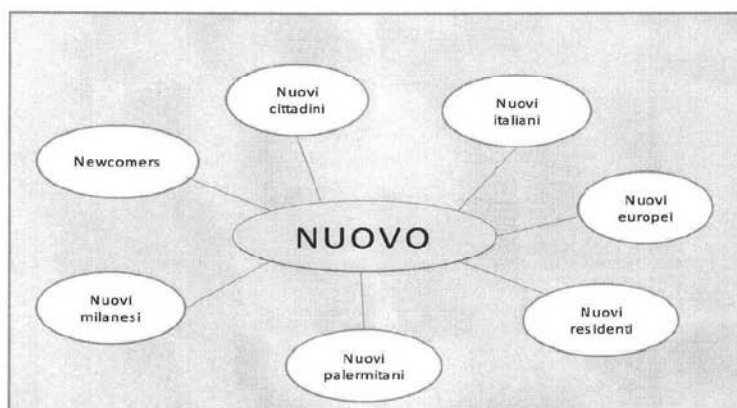 Nuovi
cittadini
Nuovi
italiani
Newcomers
Nuovi
europei
NUOVO
Nuovi
milanesi
Nuovi
residenti
Nuovi
palermitani